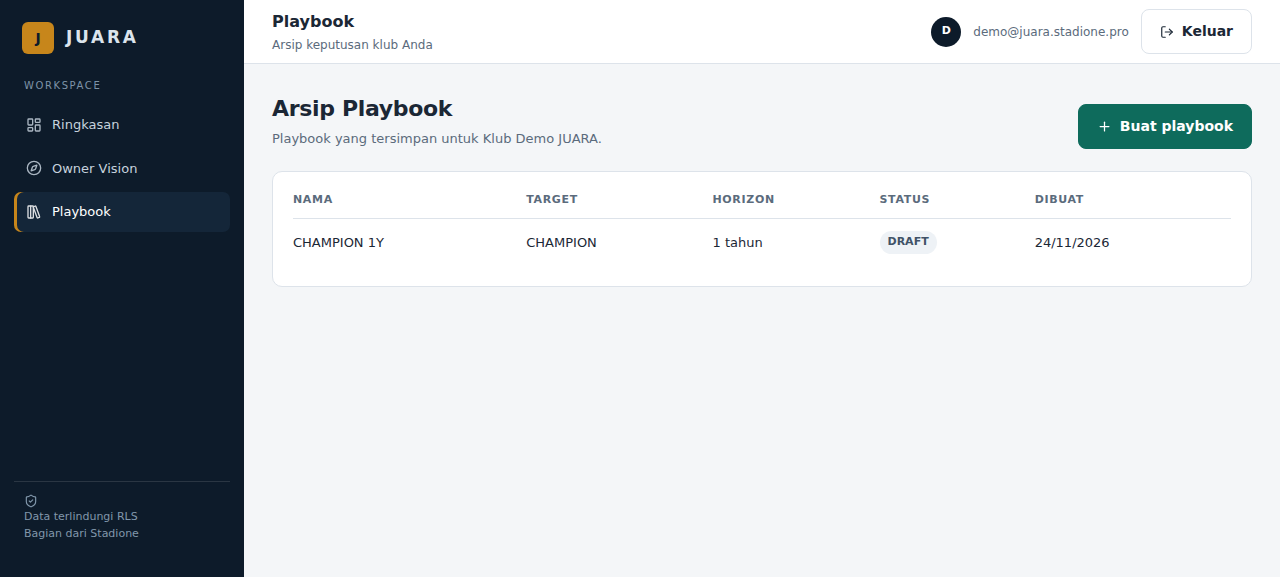 J JUARA
WORKSPACE
Ringkasan
Owner Vision
Playbook
Data terlindungi RLS
Bagian dari Stadione
Playbook
Arsip keputusan klub Anda
D demo@juara.stadione.pro Keluar
Arsip Playbook
Playbook yang tersimpan untuk Klub Demo JUARA.
+ Buat playbook
NAMA TARGET HORIZON STATUS DIBUAT
CHAMPION 1Y CHAMPION 1 tahun DRAFT 24/11/2026